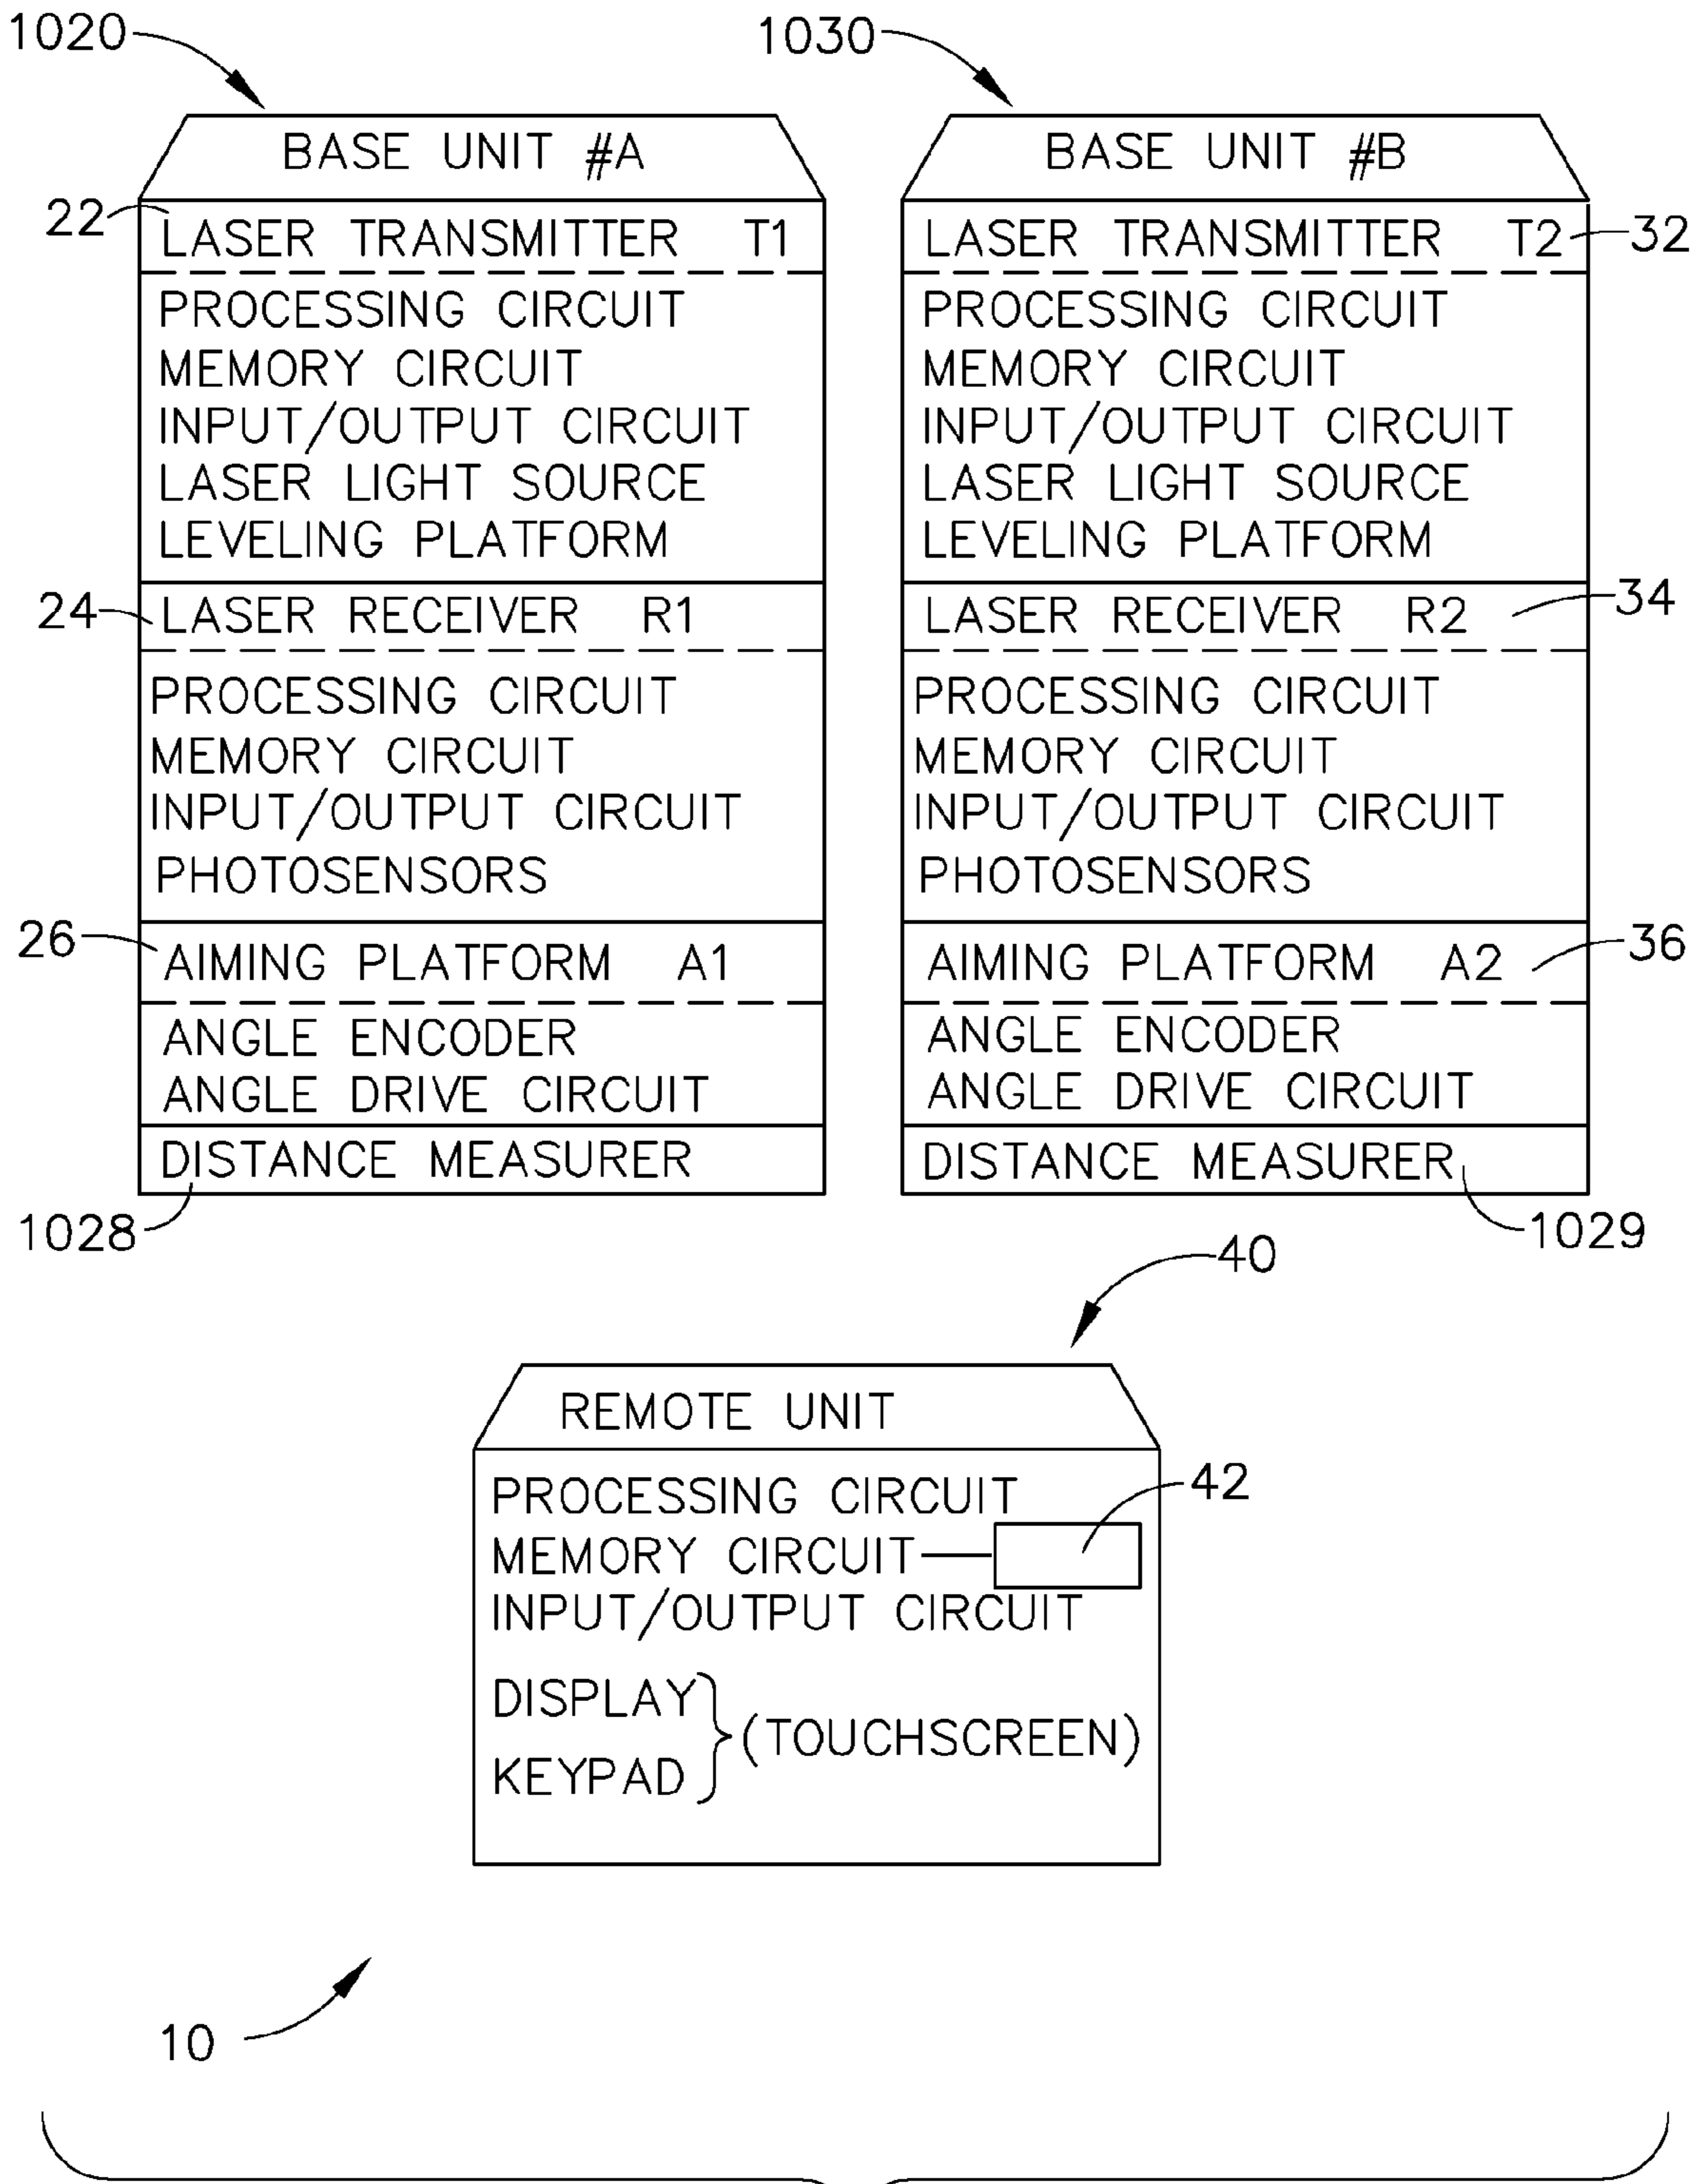 1020
BASE UNIT #A
22
LASER TRANSMITTER T1
PROCESSING CIRCUIT
MEMORY CIRCUIT
INPUT/OUTPUT CIRCUIT
LASER LIGHT SOURCE
LEVELING PLATFORM
24
LASER RECEIVER R1
PROCESSING CIRCUIT
MEMORY CIRCUIT
INPUT/OUTPUT CIRCUIT
PHOTOSENSORS
26
AIMING PLATFORM A1
ANGLE ENCODER
ANGLE DRIVE CIRCUIT
DISTANCE MEASURER
1028
1030
BASE UNIT #B
LASER TRANSMITTER T2
32
PROCESSING CIRCUIT
MEMORY CIRCUIT
INPUT/OUTPUT CIRCUIT
LASER LIGHT SOURCE
LEVELING PLATFORM
LASER RECEIVER R2
34
PROCESSING CIRCUIT
MEMORY CIRCUIT
INPUT/OUTPUT CIRCUIT
PHOTOSENSORS
AIMING PLATFORM A2
36
ANGLE ENCODER
ANGLE DRIVE CIRCUIT
DISTANCE MEASURER
1029
40
REMOTE UNIT
PROCESSING CIRCUIT
42
MEMORY CIRCUIT
INPUT/OUTPUT CIRCUIT
DISPLAY
KEYPAD
(TOUCHSCREEN)
10